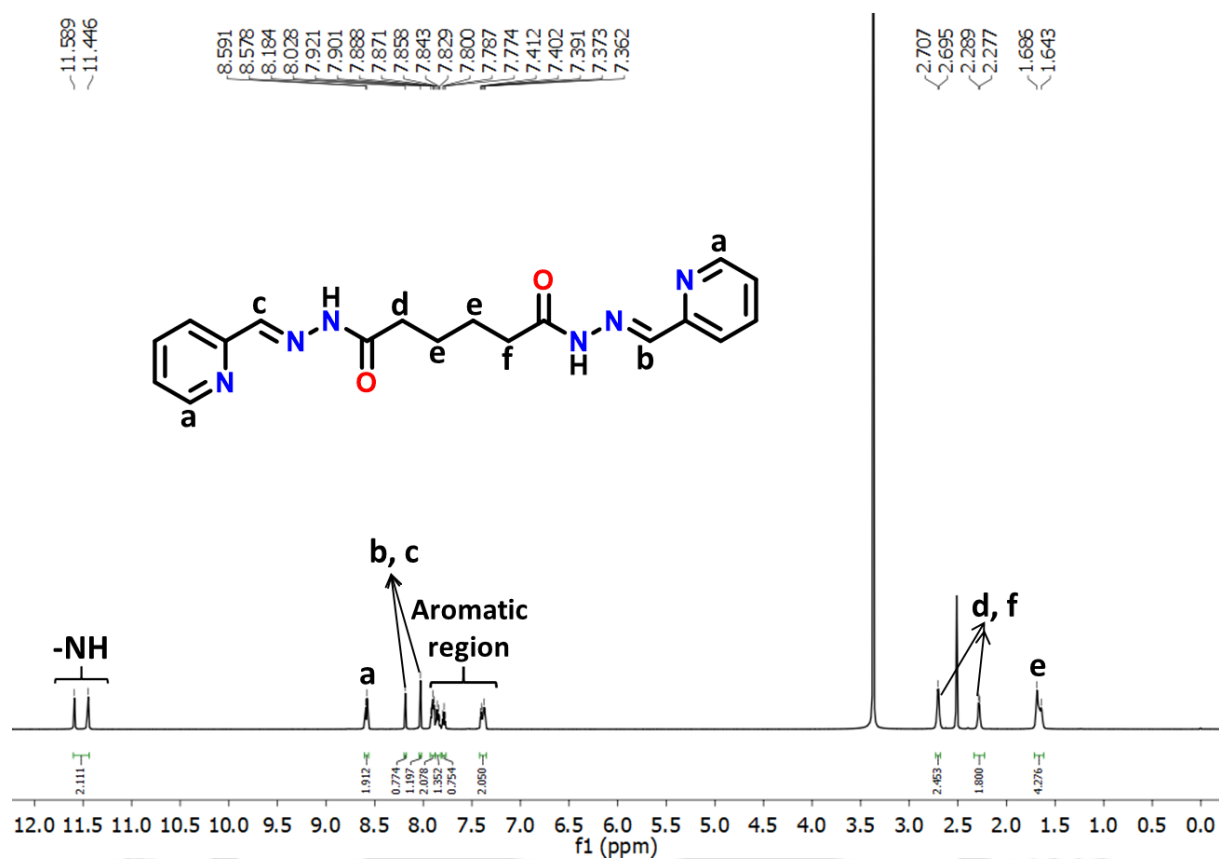 11.589
11.446
8.591
8.578
8.184
8.028
7.921
7.901
7.888
7.871
7.858
7.843
7.829
7.800
7.787
7.774
7.412
7.402
7.391
7.373
7.362
2.707
2.695
2.289
2.277
1.686
1.643
a
N
O
H
c
N
N
d
e
e
f
N
N
H
b
O
N
a
b, c
Aromatic
region
-NH
a
d, f
e
2.111
1.912
0.774
1.197
2.078
1.352
0.754
2.050
2.453
1.800
4.276
12.0 11.5 11.0 10.5 10.0 9.5 9.0 8.5 8.0 7.5 7.0 6.5 6.0 5.5 5.0 4.5 4.0 3.5 3.0 2.5 2.0 1.5 1.0 0.5 0.0
f1 (ppm)